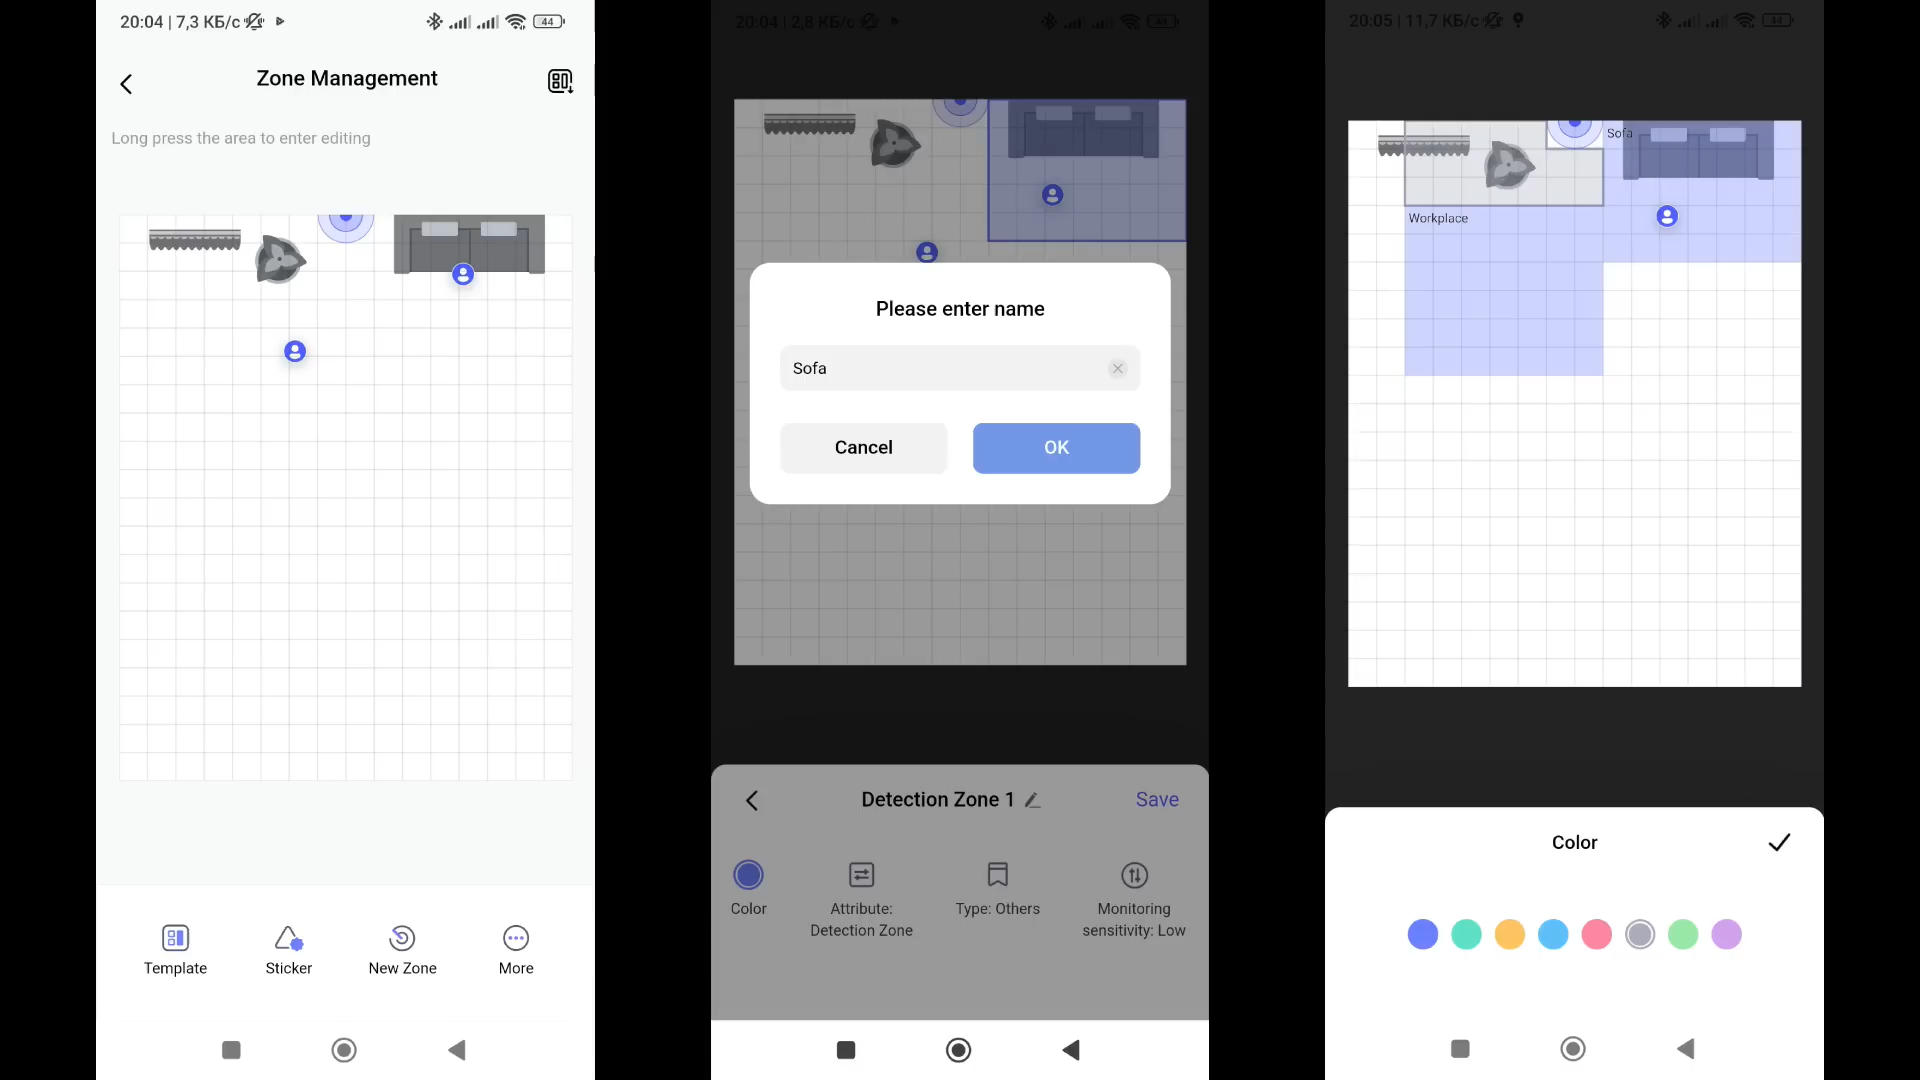 20:04 | 7,3 КБ/с
44
Zone Management
Long press the area to enter editing
Template
Sticker
New Zone
More
20:04 | 2,8 КБ/с
44
Please enter name
Sofa
Cancel
OK
Detection Zone 1
Save
Color
Attribute:
Detection Zone
Type: Others
Monitoring
sensitivity: Low
20:05 | 11,7 КБ/с
44
Sofa
Workplace
Color